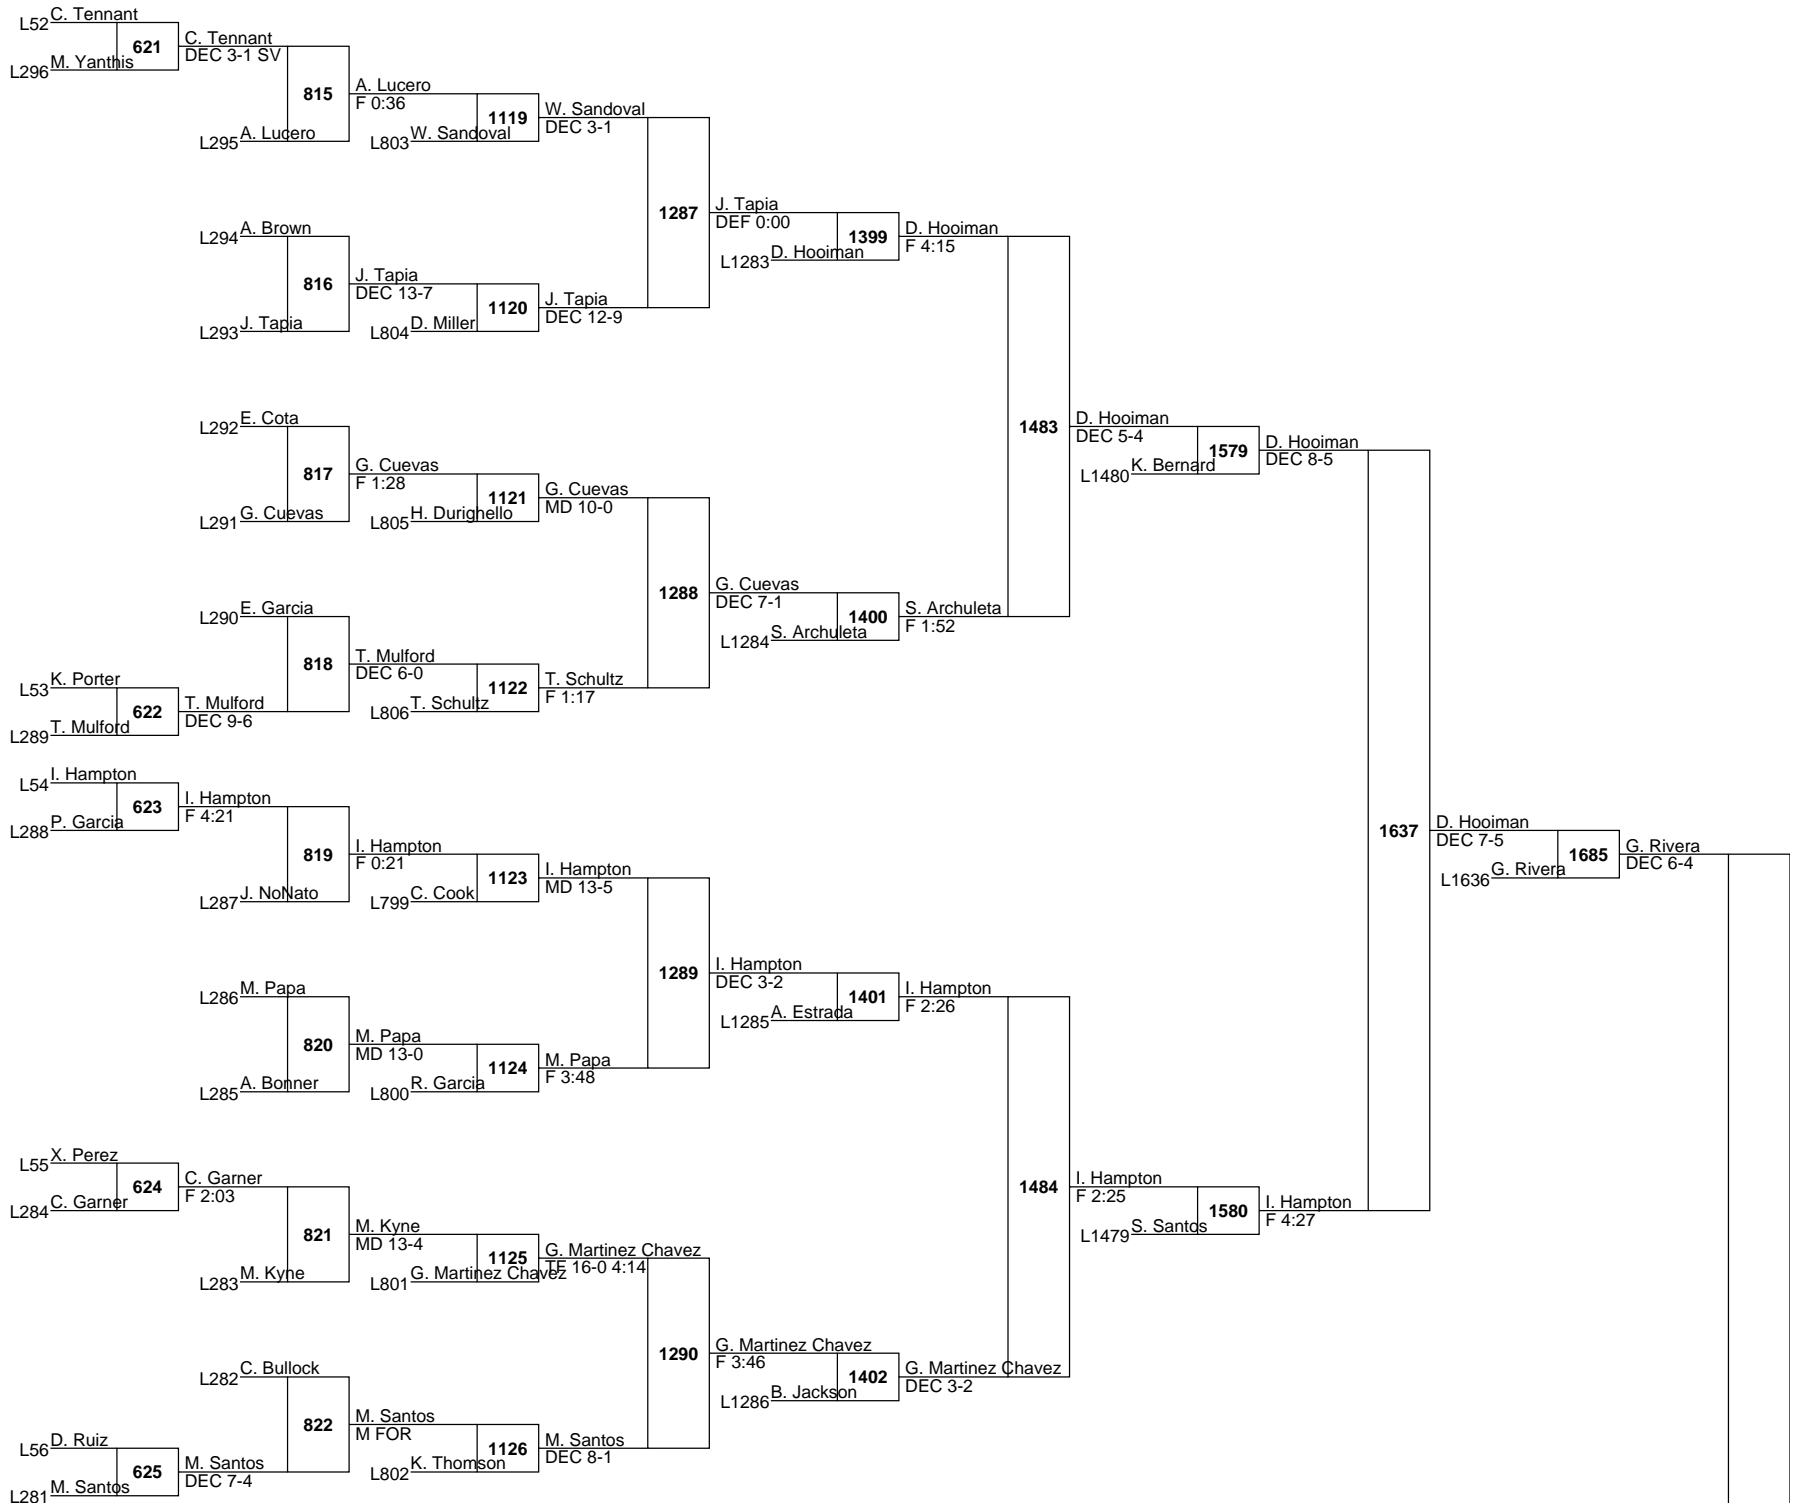 L52 C. Tennant
621 C. Tennant
DEC 3-1 SV
L296 M. Yanthis
815 A. Lucero
F 0:36
L295 A. Lucero
1119 W. Sandoval
DEC 3-1
L803 W. Sandoval
1287 J. Tapia
DEF 0:00
L294 A. Brown
816 J. Tapia
DEC 13-7
L293 J. Tapia
1120 J. Tapia
DEC 12-9
L804 D. Miller
1399 D. Hooiman
F 4:15
L1283 D. Hooiman
1483 D. Hooiman
DEC 5-4
L292 E. Cota
817 G. Cuevas
F 1:28
L291 G. Cuevas
1121 G. Cuevas
MD 10-0
L805 H. Durighello
1288 G. Cuevas
DEC 7-1
L290 E. Garcia
818 T. Mulford
DEC 6-0
L53 K. Porter
622 T. Mulford
DEC 9-6
L289 T. Mulford
1122 T. Schultz
F 1:17
L806 T. Schultz
1400 S. Archuleta
F 1:52
L1284 S. Archuleta
1579 D. Hooiman
DEC 8-5
L1480 K. Bernard
L54 I. Hampton
623 I. Hampton
F 4:21
L288 P. Garcia
819 I. Hampton
F 0:21
L287 J. NoNato
1123 I. Hampton
MD 13-5
L799 C. Cook
1289 I. Hampton
DEC 3-2
L286 M. Papa
820 M. Papa
MD 13-0
L285 A. Bonner
1124 M. Papa
F 3:48
L800 R. Garcia
1401 I. Hampton
F 2:26
L1285 A. Estrada
1637 D. Hooiman
DEC 7-5
1685 G. Rivera
DEC 6-4
L1636 G. Rivera
L55 X. Perez
624 C. Garner
F 2:03
L284 C. Garner
821 M. Kyne
MD 13-4
L283 M. Kyne
1125 G. Martinez Chavez
TF 16-0 4:14
L801 G. Martinez Chavez
1484 I. Hampton
F 2:25
1580 I. Hampton
F 4:27
L1479 S. Santos
1290 G. Martinez Chavez
F 3:46
L282 C. Bullock
822 M. Santos
M FOR
L56 D. Ruiz
625 M. Santos
DEC 7-4
L281 M. Santos
1126 M. Santos
DEC 8-1
L802 K. Thomson
1402 G. Martinez Chavez
DEC 3-2
L1286 B. Jackson